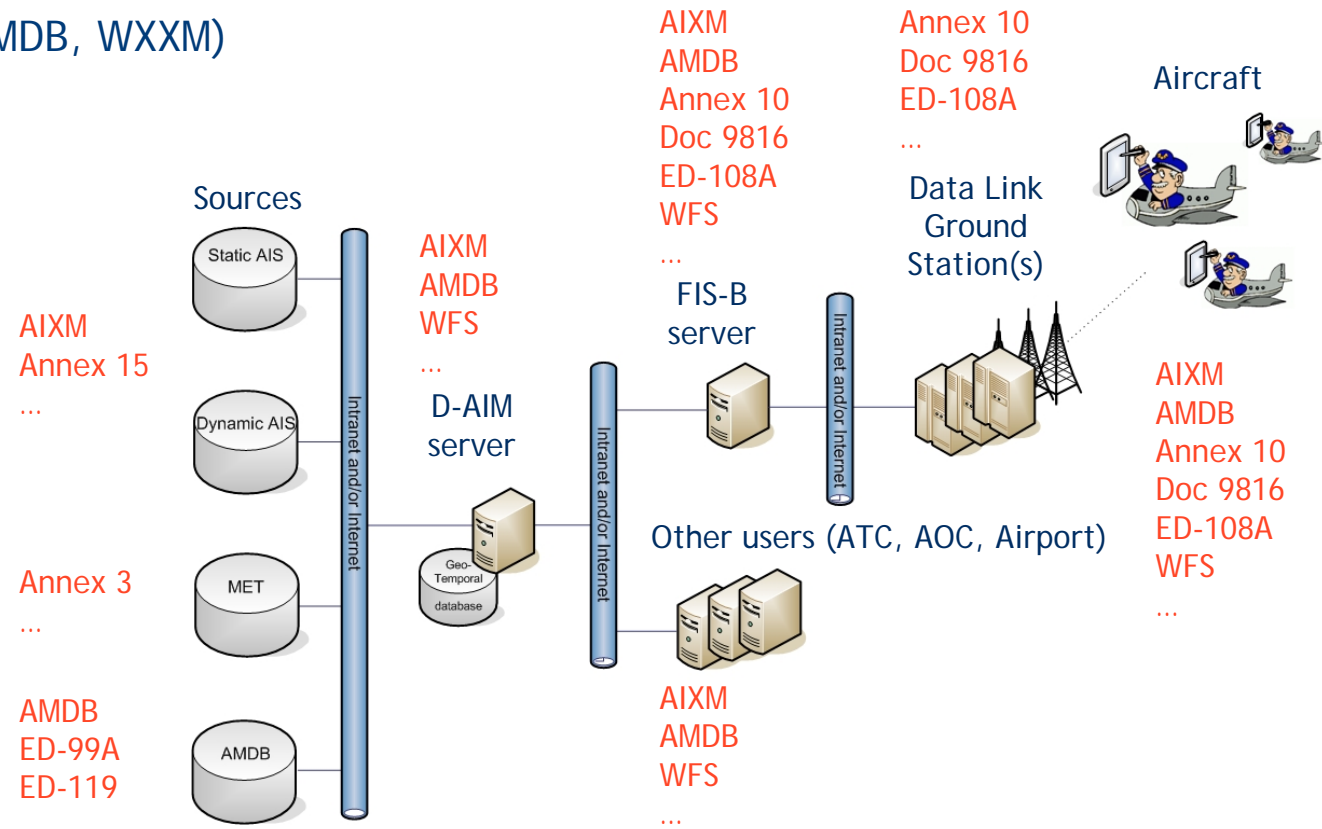 MDB, WXXM)
AIXM
AMDB
Annex 10
Doc 9816
ED-108A
WFS
...
Annex 10
Doc 9816
ED-108A
...
Aircraft
Sources
Static AIS
Dynamic AIS
MET
AMDB
AIXM
Annex 15
...
Annex 3
...
AMDB
ED-99A
ED-119
Intranet and/or Internet
AIXM
AMDB
WFS
...
D-AIM
server
Geo-
Temporal
database
Intranet and/or Internet
FIS-B
server
Intranet and/or Internet
Data Link
Ground
Station(s)
Other users (ATC, AOC, Airport)
AIXM
AMDB
WFS
...
AIXM
AMDB
Annex 10
Doc 9816
ED-108A
WFS
...